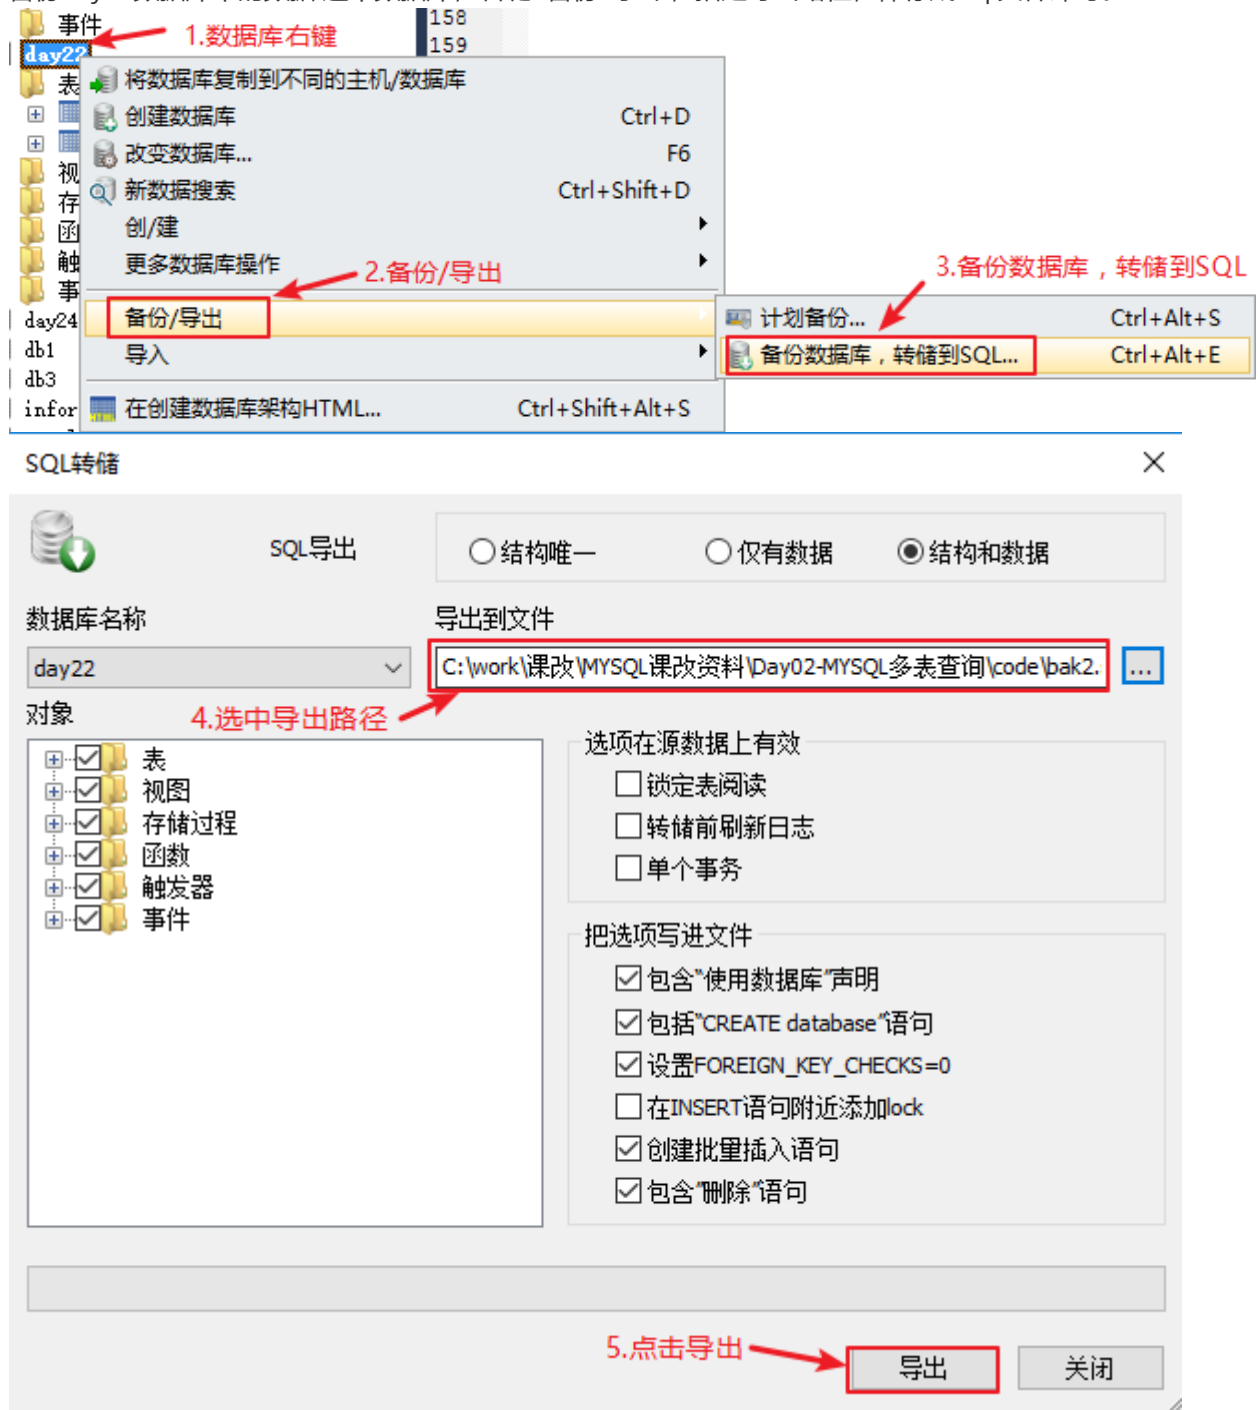 事件
158
1.数据库右键
159
day22
表
将数据库复制到不同的主机/数据库
创建数据库 Ctrl+D
改变数据库... F6
视
新数据搜索 Ctrl+Shift+D
存
函
创/建
触
更多数据库操作
2.备份/导出
3.备份数据库，转储到SQL
事
day24
备份/导出
计划备份... Ctrl+Alt+S
db1
导入
备份数据库，转储到SQL... Ctrl+Alt+E
db3
infor
在创建数据库架构HTML... Ctrl+Shift+Alt+S
SQL转储
SQL导出
结构唯一
仅有数据
结构和数据
数据库名称
导出到文件
day22
C:\work\课改\MYSQL课改资料\Day02-MYSQL多表查询\code\bak2.
...
对象
4.选中导出路径
表
视图
存储过程
函数
触发器
事件
选项在源数据上有效
锁定表阅读
转储前刷新日志
单个事务
把选项写进文件
包含"使用数据库"声明
包括"CREATE database"语句
设置FOREIGN_KEY_CHECKS=0
在INSERT语句附近添加lock
创建批量插入语句
包含"删除"语句
5.点击导出
导出
关闭